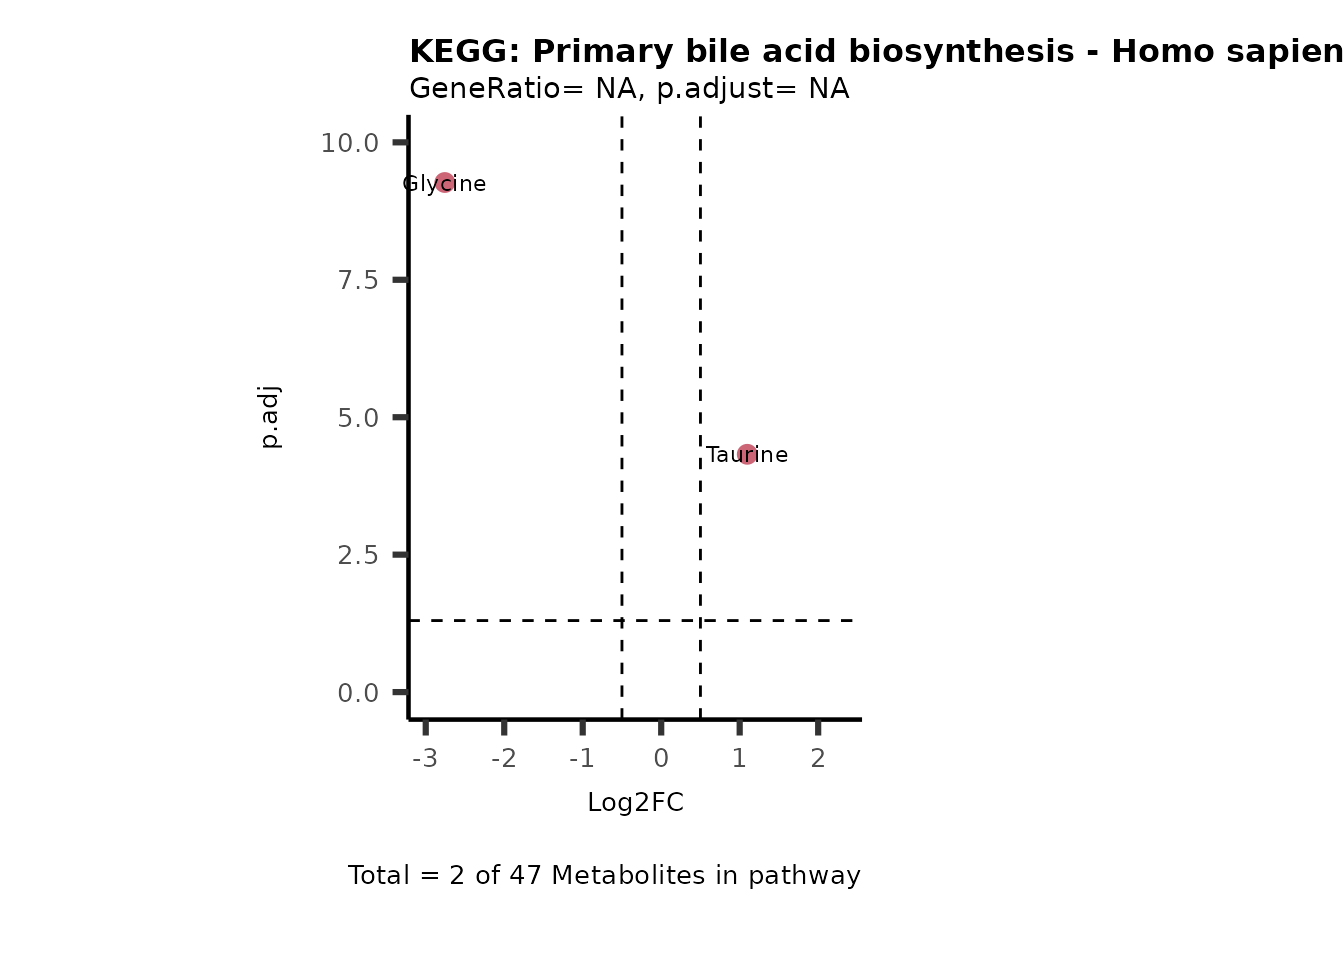 KEGG: Primary bile acid biosynthesis - Homo sapien
GeneRatio= NA, p.adjust= NA
10.0
Glycine
7.5
p.adj
5.0
Taurine
2.5
0.0
-3 -2 -1 0 1 2
Log2FC
Total = 2 of 47 Metabolites in pathway